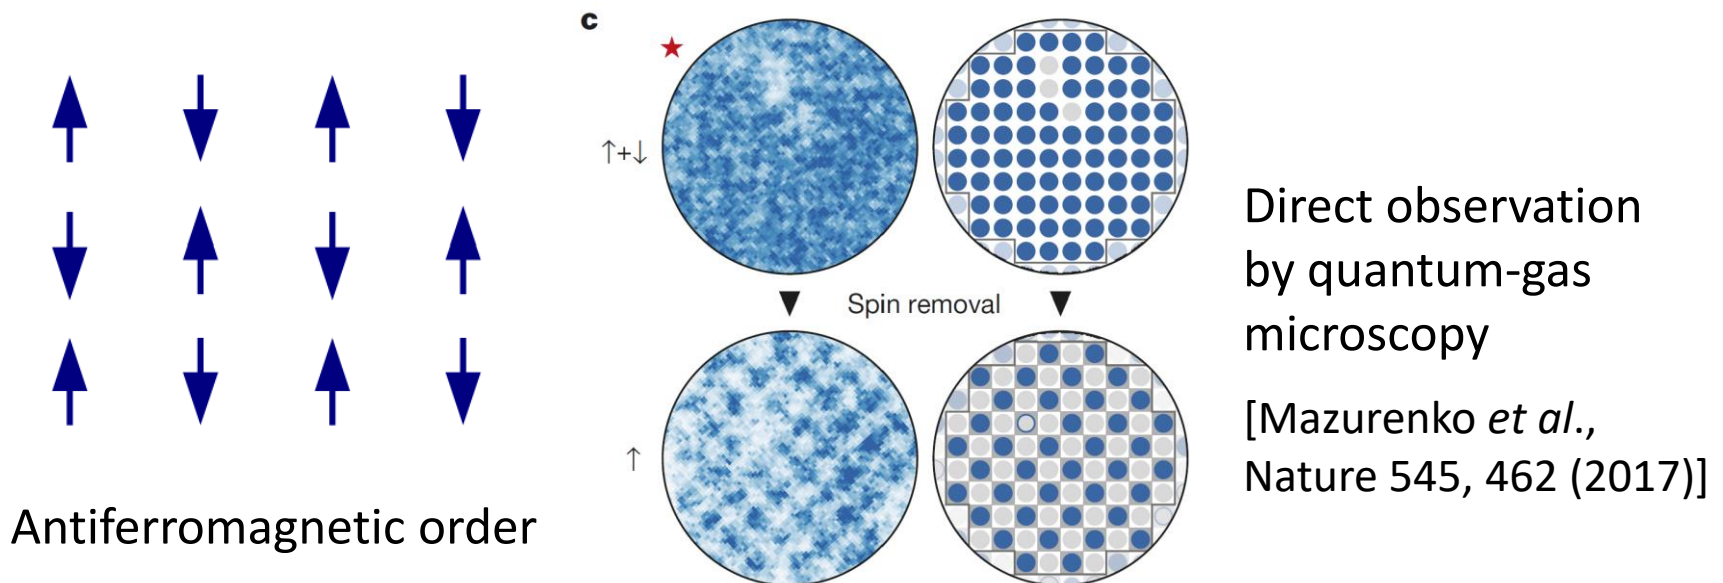 c
↑+↓
Spin removal
↑
Antiferromagnetic order
Direct observation
by quantum-gas
microscopy
[Mazurenko et al.,
Nature 545, 462 (2017)]